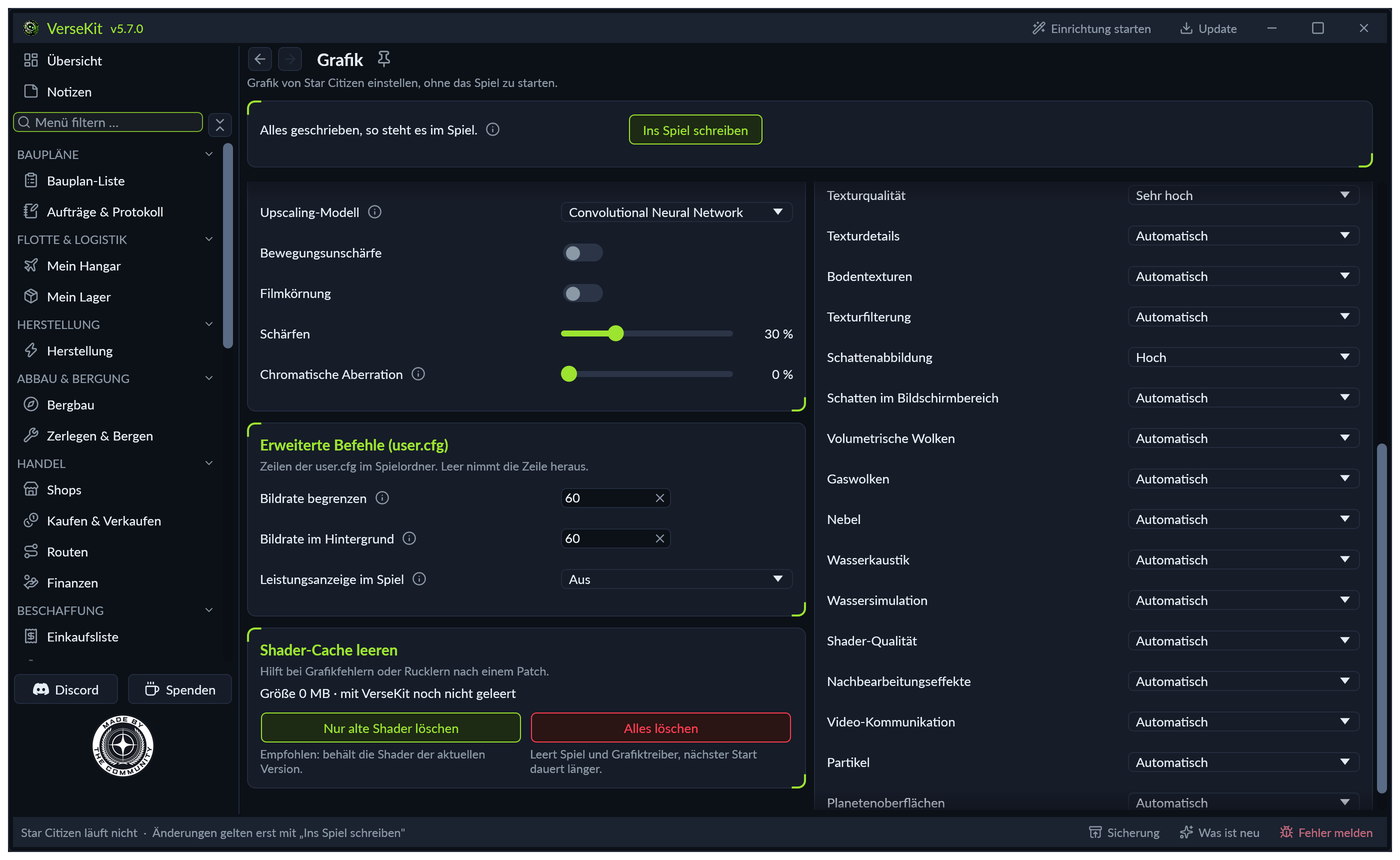 VerseKit v5.7.0
Einrichtung starten
Update
Übersicht
Notizen
Menü filtern ...
BAUPLÄNE
Bauplan-Liste
Aufträge & Protokoll
FLOTTE & LOGISTIK
Mein Hangar
Mein Lager
HERSTELLUNG
Herstellung
ABBAU & BERGUNG
Bergbau
Zerlegen & Bergen
HANDEL
Shops
Kaufen & Verkaufen
Routen
Finanzen
BESCHAFFUNG
Einkaufsliste
Discord
Spenden
MADE BY
THE COMMUNITY
Grafik
Grafik von Star Citizen einstellen, ohne das Spiel zu starten.
Alles geschrieben, so steht es im Spiel.
Ins Spiel schreiben
Upscaling-Modell Convolutional Neural Network
Bewegungsunschärfe
Filmkörnung
Schärfen 30 %
Chromatische Aberration 0 %
Erweiterte Befehle (user.cfg)
Zeilen der user.cfg im Spielordner. Leer nimmt die Zeile heraus.
Bildrate begrenzen 60
Bildrate im Hintergrund 60
Leistungsanzeige im Spiel Aus
Shader-Cache leeren
Hilft bei Grafikfehlern oder Rucklern nach einem Patch.
Größe 0 MB · mit VerseKit noch nicht geleert
Nur alte Shader löschen
Empfohlen: behält die Shader der aktuellen
Version.
Alles löschen
Leert Spiel und Grafiktreiber, nächster Start
dauert länger.
Texturqualität Sehr hoch
Texturdetails Automatisch
Bodentexturen Automatisch
Texturfilterung Automatisch
Schattenabbildung Hoch
Schatten im Bildschirmbereich Automatisch
Volumetrische Wolken Automatisch
Gaswolken Automatisch
Nebel Automatisch
Wasserkaustik Automatisch
Wassersimulation Automatisch
Shader-Qualität Automatisch
Nachbearbeitungseffekte Automatisch
Video-Kommunikation Automatisch
Partikel Automatisch
Planetenoberflächen Automatisch
Star Citizen läuft nicht · Änderungen gelten erst mit „Ins Spiel schreiben“
Sicherung
Was ist neu
Fehler melden